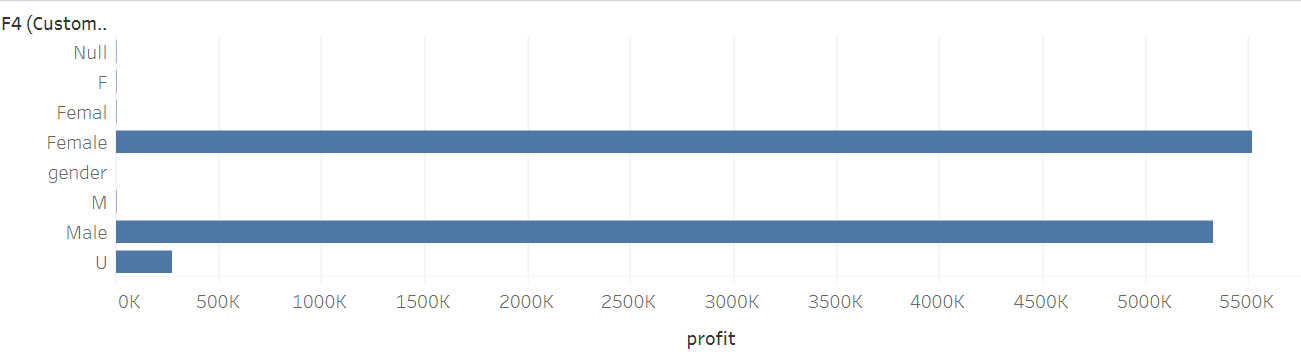 F4 (Custom..
Null
F
Femal
Female
gender
M
Male
U
0K 500K 1000K 1500K 2000K 2500K 3000K 3500K 4000K 4500K 5000K 5500K
profit